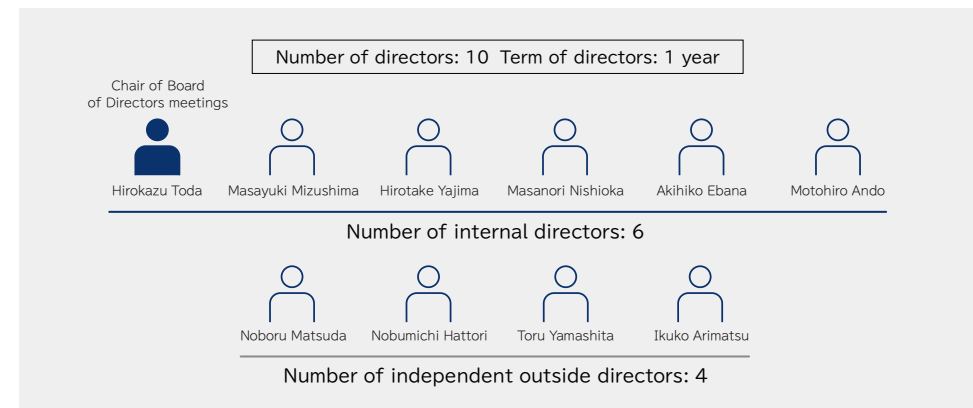 Number of directors: 10 Term of directors: 1 year
Chair of Board
of Directors meetings
Hirokazu Toda
Masayuki Mizushima
Hirotake Yajima
Masanori Nishioka
Akihiko Ebana
Motohiro Ando
Number of internal directors: 6
Noboru Matsuda
Nobumichi Hattori
Toru Yamashita
Ikuko Arimatsu
Number of independent outside directors: 4